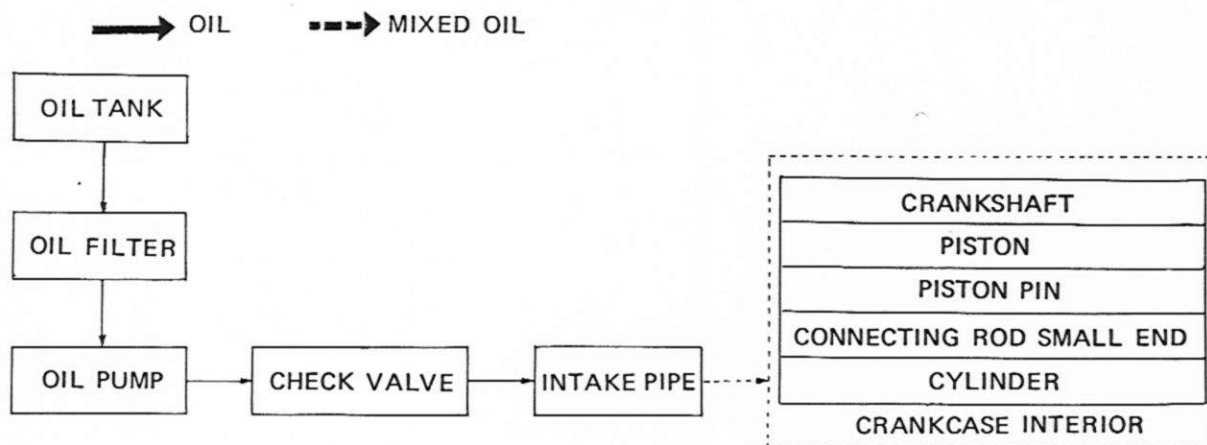 OIL
MIXED OIL
OIL TANK
OIL FILTER
OIL PUMP
CHECK VALVE
INTAKE PIPE
CRANKSHAFT
PISTON
PISTON PIN
CONNECTING ROD SMALL END
CYLINDER
CRANKCASE INTERIOR